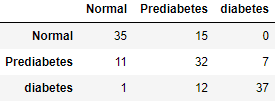 Normal Prediabetes diabetes
Normal 35 15 0
Prediabetes 11 32 7
diabetes 1 12 37